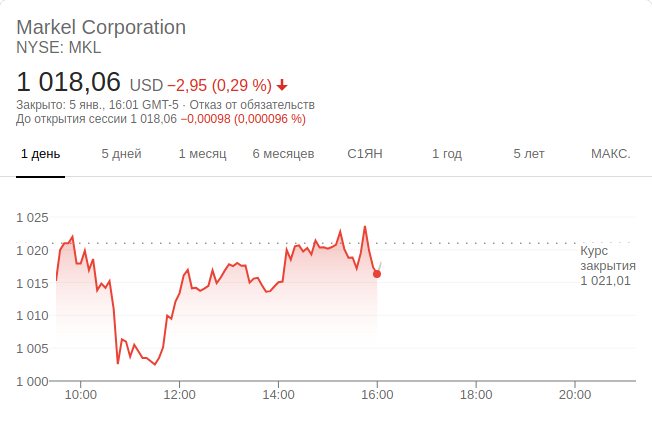 Markel Corporation
NYSE: MKL
1 018,06 USD −2,95 (0,29 %)
Закрыто: 5 янв., 16:01 GMT-5 · Отказ от обязательств
До открытия сессии 1 018,06 −0,00098 (0,000096 %)
1 день 5 дней 1 месяц 6 месяцев С1ЯН 1 год 5 лет МАКС.
1 025
1 020
1 015
1 010
1 005
1 000
Курс
закрытия
1 021,01
10:00 12:00 14:00 16:00 18:00 20:00